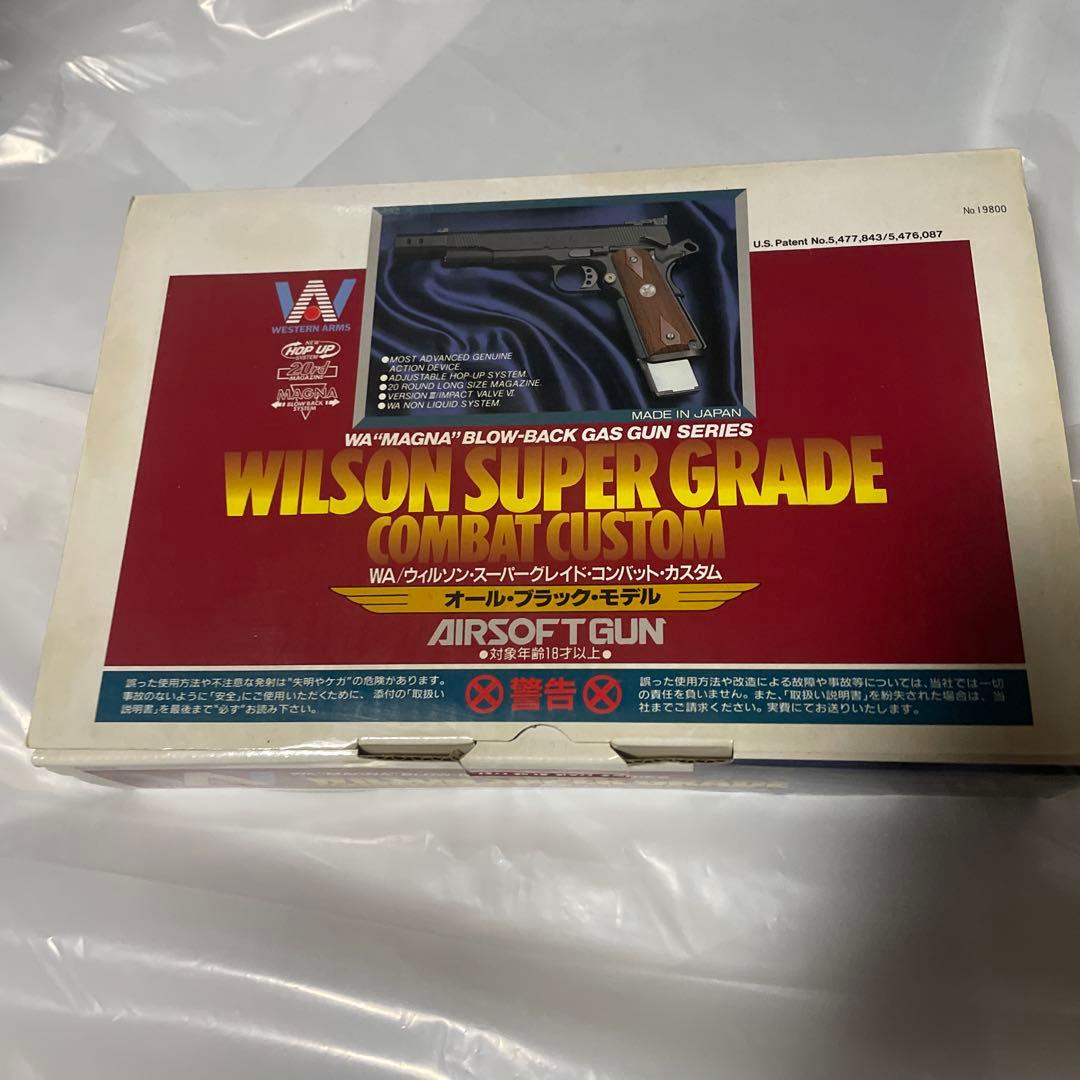 No.19800
U.S. Patent No.5,477,843/5,476,087
WESTERN ARMS
NEW
HOP UP
SYSTEM
20rd
MAGAZINE
MAGNA
BLOW BACK
SYSTEM
●MOST ADVANCED GENUINE
ACTION DEVICE.
●ADJUSTABLE HOP-UP SYSTEM.
●20 ROUND LONG SIZE MAGAZINE.
●VERSION Ⅲ/IMPACT VALVE Ⅵ.
●WA NON LIQUID SYSTEM.
MADE IN JAPAN
WA“MAGNA”BLOW-BACK GAS GUN SERIES
WILSON SUPER GRADE
COMBAT CUSTOM
WA/ウィルソン・スーパーグレイド・コンバット・カスタム
オール・ブラック・モデル
AIRSOFT GUN
●対象年齢18才以上●
誤った使用方法や不注意な発射は“失明やケガ”の危険があります。
事故のないように「安全」にご使用いただくために、添付の「取扱い
説明書」を最後まで“必ず”お読み下さい。
警告
誤った使用方法や改造による故障や事故等については、当社では一切
の責任を負いません。また、「取扱い説明書」を紛失された場合は、当
社までご請求ください。実費にてお送りいたします。